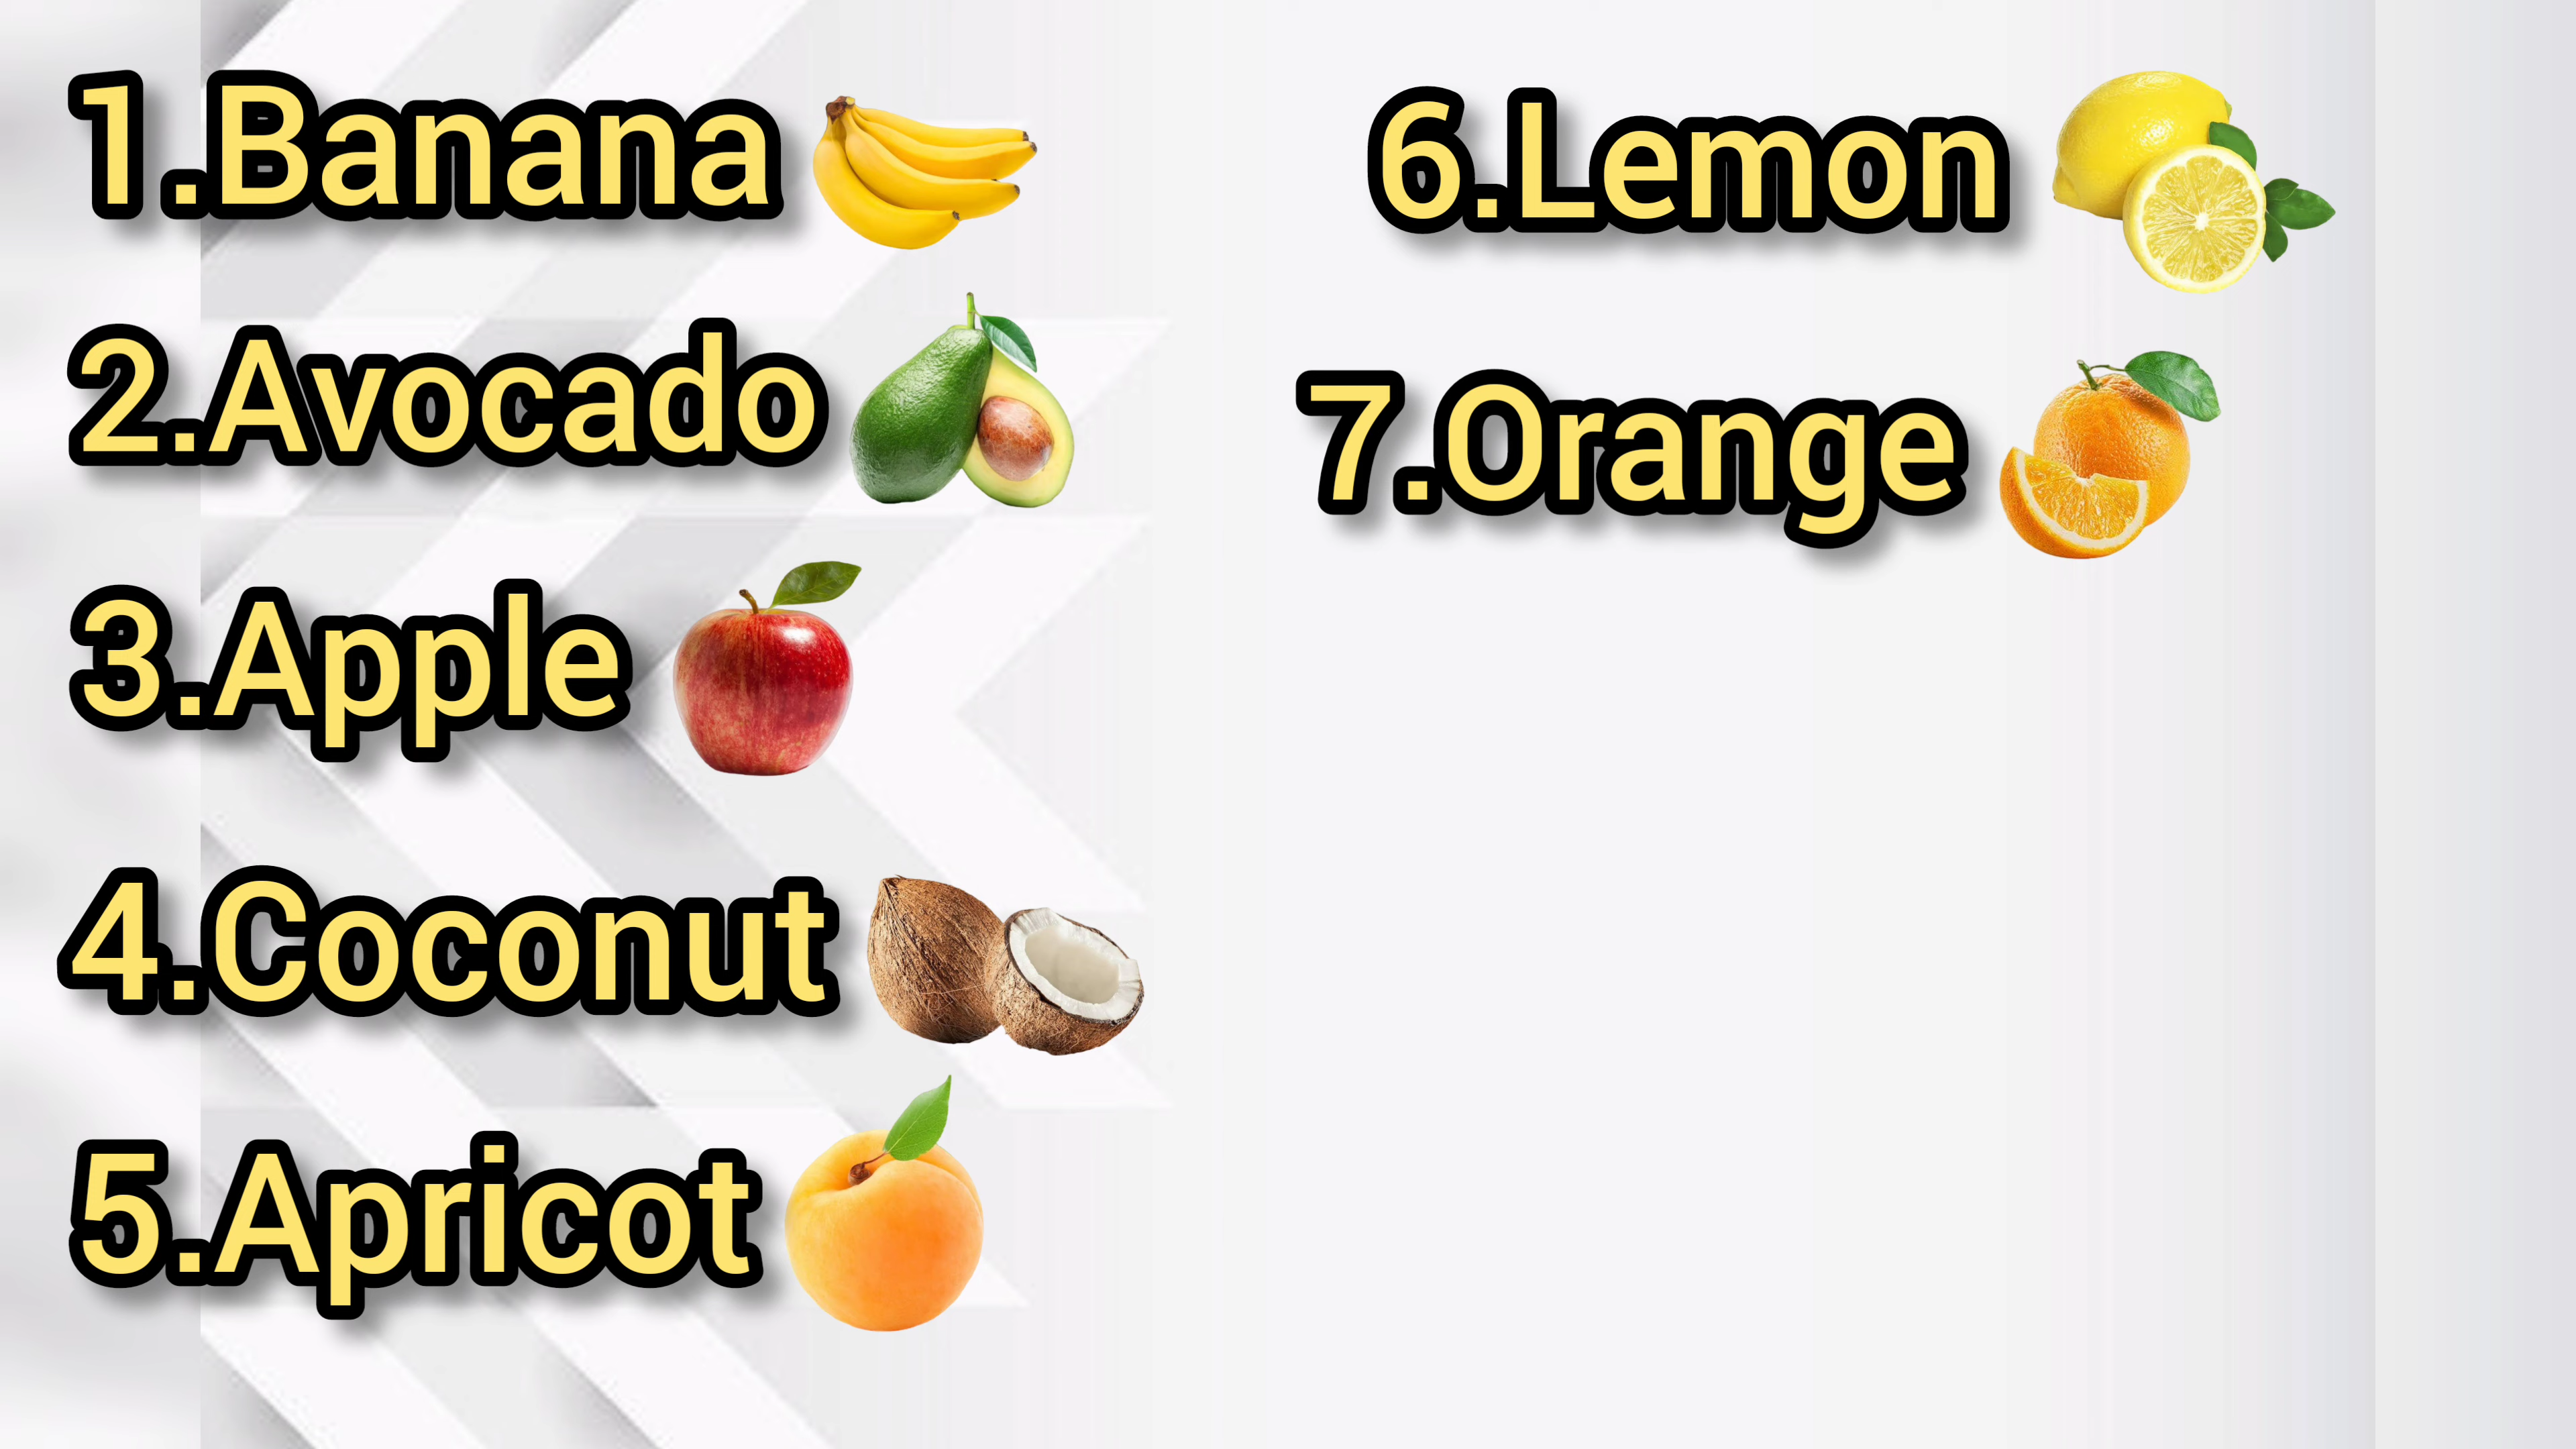 1.Banana
2.Avocado
3.Apple
4.Coconut
5.Apricot
6.Lemon
7.Orange